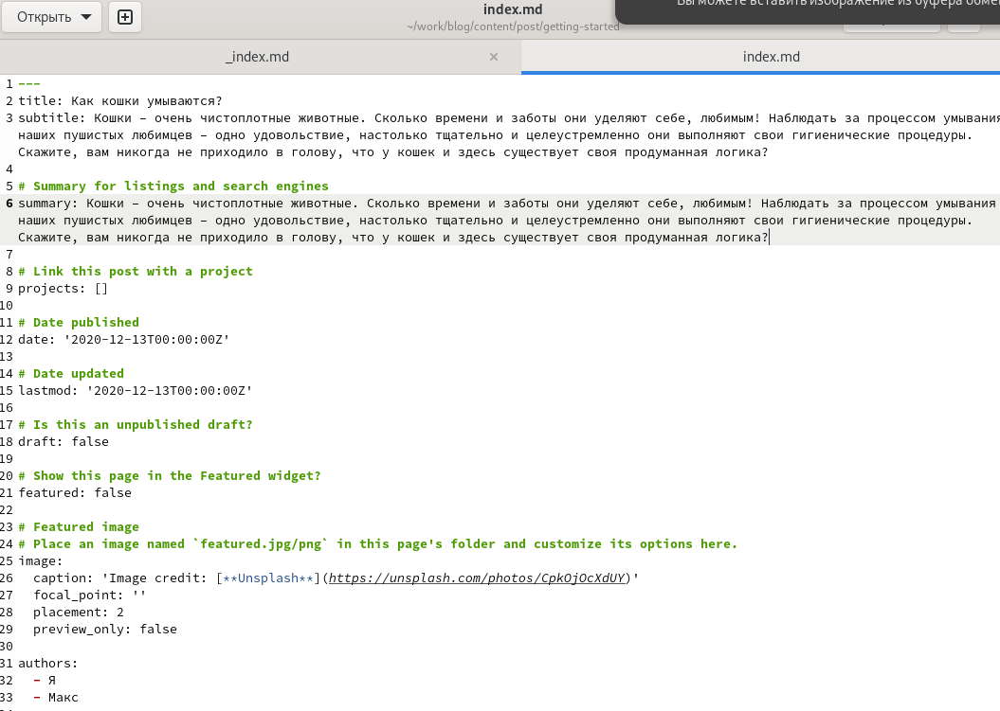 Открыть
index.md
~/work/blog/content/post/getting-started
Вы можете вставить изображение из буфера
_index.md ×
index.md
1 ---
2 title: Как кошки умываются?
3 subtitle: Кошки – очень чистоплотные животные. Сколько времени и заботы они уделяют себе, любимым! Наблюдать за процессом умывания
наших пушистых любимцев – одно удовольствие, настолько тщательно и целеустремленно они выполняют свои гигиенические процедуры.
Скажите, вам никогда не приходило в голову, что у кошек и здесь существует своя продуманная логика?
4
5 # Summary for listings and search engines
6 summary: Кошки – очень чистоплотные животные. Сколько времени и заботы они уделяют себе, любимым! Наблюдать за процессом умывания
наших пушистых любимцев – одно удовольствие, настолько тщательно и целеустремленно они выполняют свои гигиенические процедуры.
Скажите, вам никогда не приходило в голову, что у кошек и здесь существует своя продуманная логика?
7
8 # Link this post with a project
9 projects: []
10
11 # Date published
12 date: '2020-12-13T00:00:00Z'
13
14 # Date updated
15 lastmod: '2020-12-13T00:00:00Z'
16
17 # Is this an unpublished draft?
18 draft: false
19
20 # Show this page in the Featured widget?
21 featured: false
22
23 # Featured image
24 # Place an image named `featured.jpg/png` in this page's folder and customize its options here.
25 image:
26 caption: 'Image credit: [**Unsplash**](https://unsplash.com/photos/CpkOjOcXdUY)'
27 focal_point: ''
28 placement: 2
29 preview_only: false
30
31 authors:
32 - Я
33 - Макс